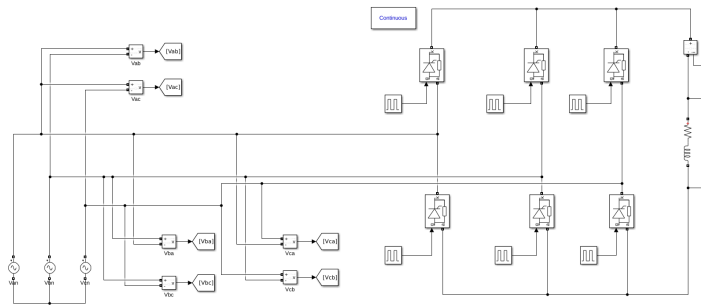 Continuous
[Vab]
Vab
[Vac]
Vac
[Vba]
Vba
[Vca]
Vca
Van
Vbn
Vcn
[Vbc]
Vbc
[Vcb]
Vcb